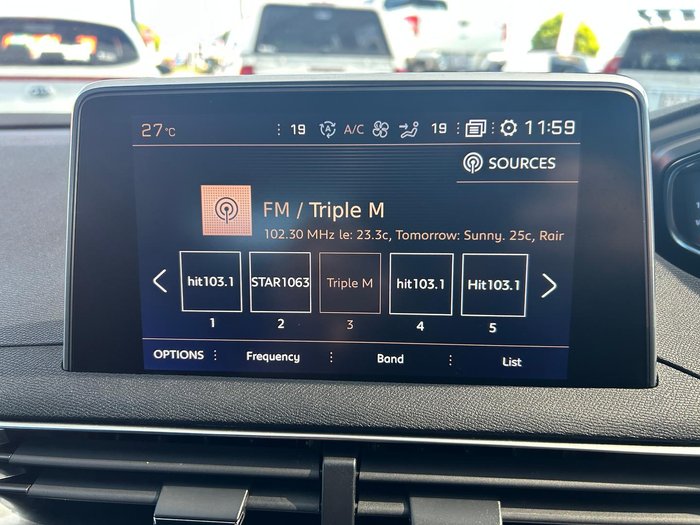 27°C 19 A A/C 19 11:59
SOURCES
FM / Triple M
102.30 MHz le: 23.3c, Tomorrow: Sunny. 25c, Rair
hit103.1 STAR1063 Triple M hit103.1 Hit103.1
1 2 3 4 5
OPTIONS Frequency Band List